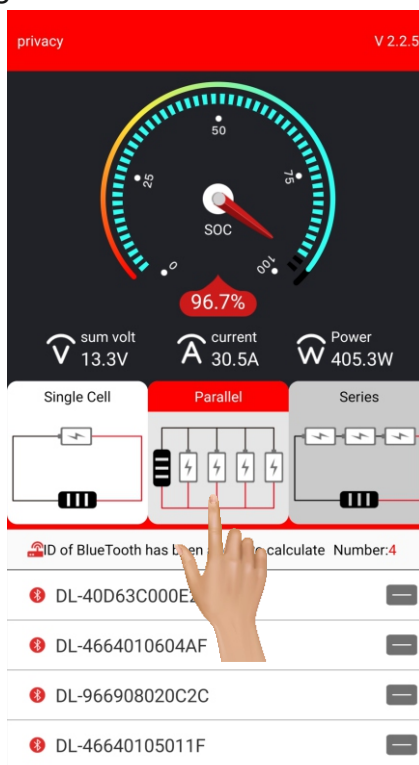 privacy V 2.2.5
50
25 75
SOC
0 100
96.7%
sum volt current Power
13.3V 30.5A 405.3W
Single Cell Parallel Series
ID of BlueTooth has calculate Number:4
DL-40D63C000E
DL-4664010604AF
DL-966908020C2C
DL-46640105011F